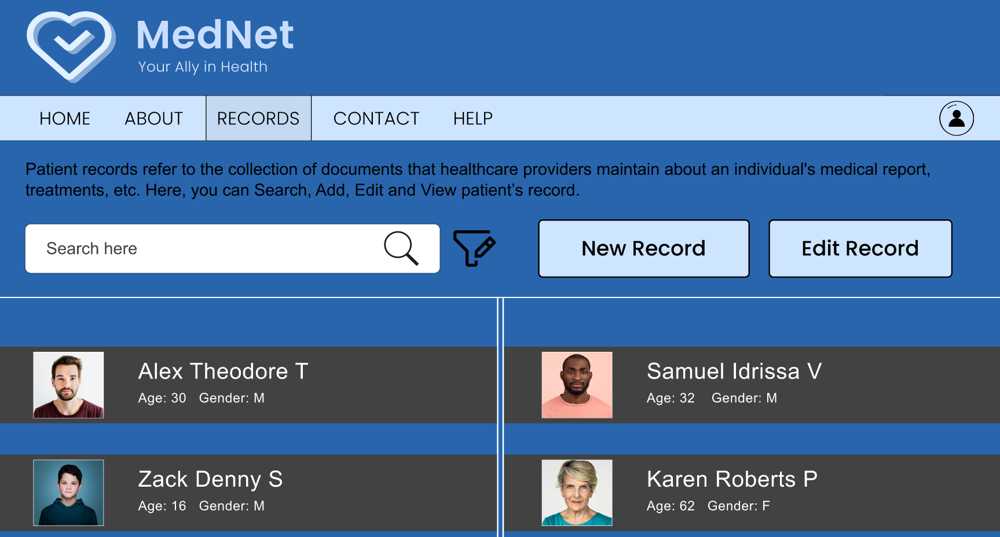 MedNet
Your Ally in Health
HOME ABOUT RECORDS CONTACT HELP
Patient records refer to the collection of documents that healthcare providers maintain about an individual's medical report,
treatments, etc. Here, you can Search, Add, Edit and View patient’s record.
Search here
New Record
Edit Record
Alex Theodore T
Age: 30 Gender: M
Samuel Idrissa V
Age: 32 Gender: M
Zack Denny S
Age: 16 Gender: M
Karen Roberts P
Age: 62 Gender: F